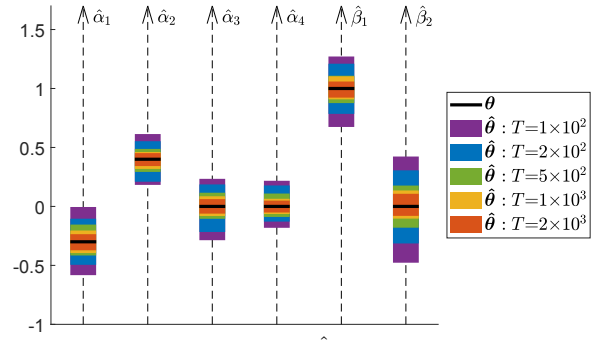 1.5
1
0.5
0
-0.5
-1
α̂₁
α̂₂
α̂₃
α̂₄
β̂₁
β̂₂
θ
θ̂ : T=1×10²
θ̂ : T=2×10²
θ̂ : T=5×10²
θ̂ : T=1×10³
θ̂ : T=2×10³